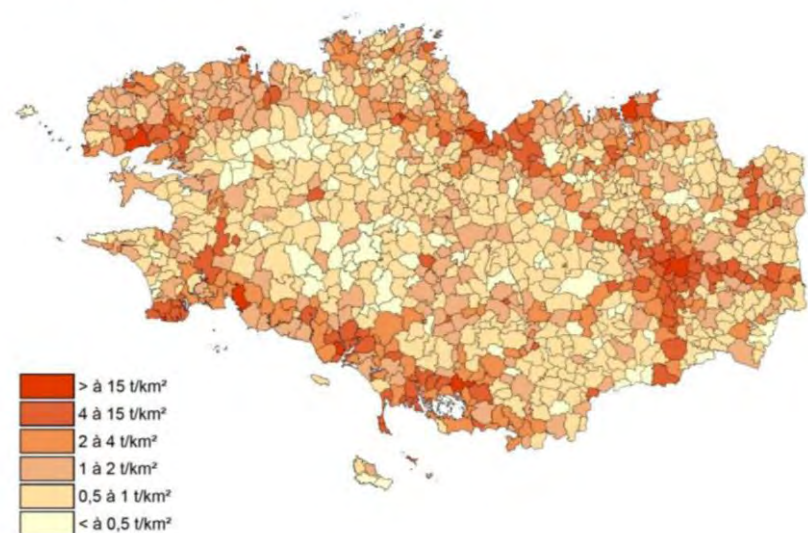 > à 15 t/km²
4 à 15 t/km²
2 à 4 t/km²
1 à 2 t/km²
0,5 à 1 t/km²
< à 0,5 t/km²